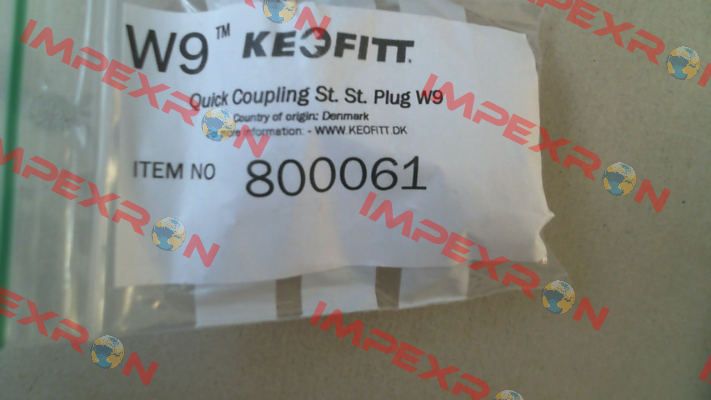 W9™ KEOFITT
Quick Coupling St. St. Plug W9
Country of origin: Denmark
more information: - WWW.KEOFITT.DK
ITEM NO 800061
IMPEXRON
IMPEXRON
IMPEXRON
IMPEXRON
IMPEXRON
IMPEXRON
IMPEXRON